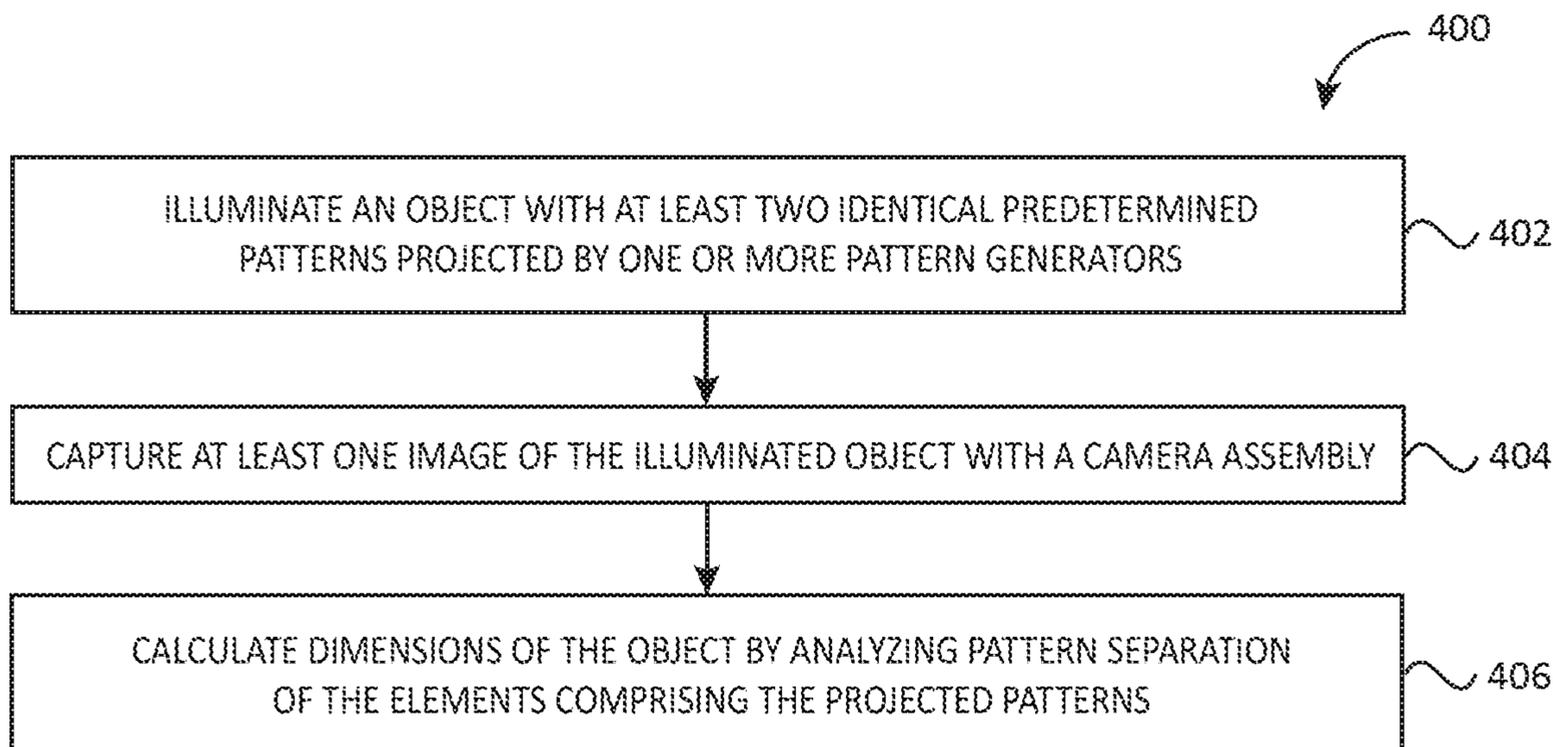 400
ILLUMINATE AN OBJECT WITH AT LEAST TWO IDENTICAL PREDETERMINED
PATTERNS PROJECTED BY ONE OR MORE PATTERN GENERATORS
402
CAPTURE AT LEAST ONE IMAGE OF THE ILLUMINATED OBJECT WITH A CAMERA ASSEMBLY
404
CALCULATE DIMENSIONS OF THE OBJECT BY ANALYZING PATTERN SEPARATION
OF THE ELEMENTS COMPRISING THE PROJECTED PATTERNS
406